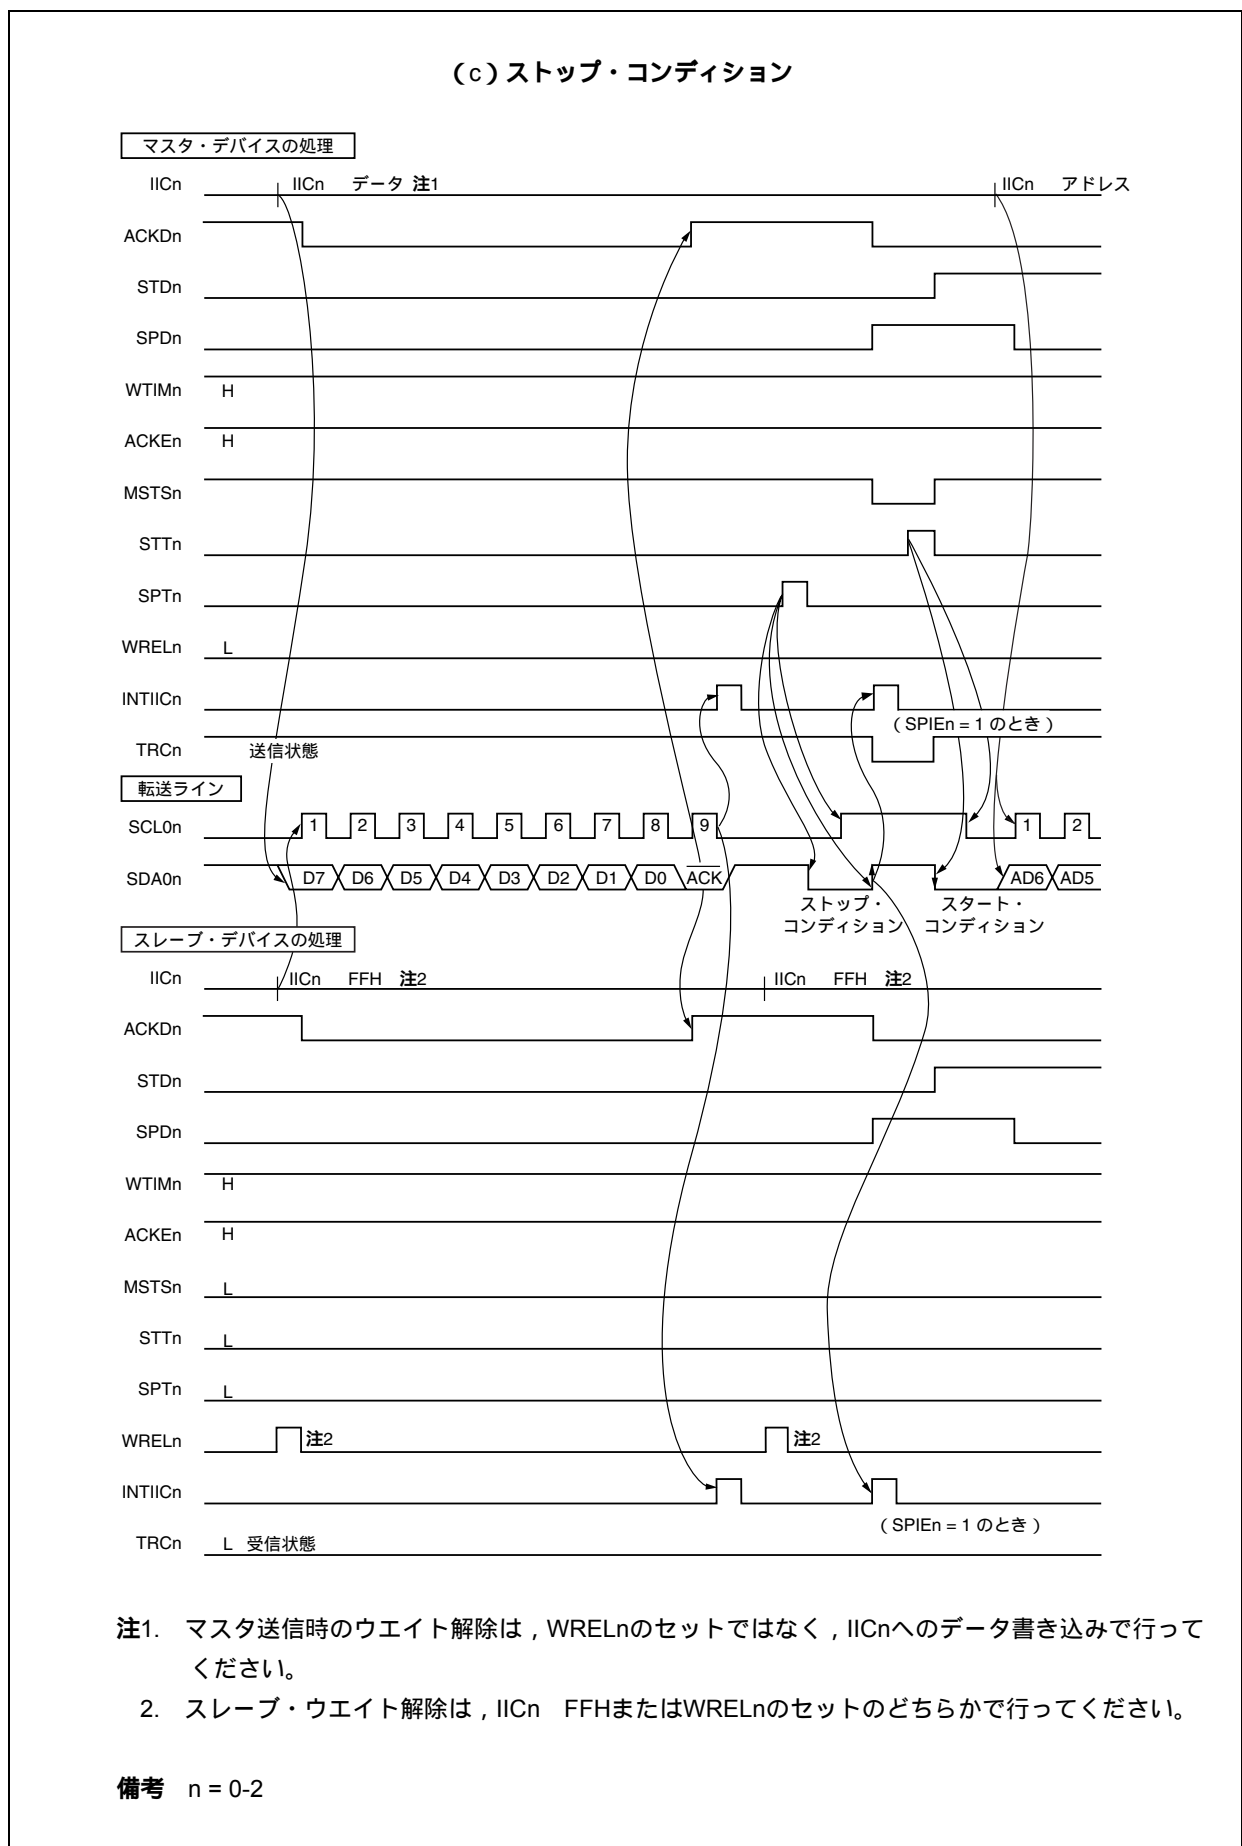 （c）ストップ・コンディション
マスタ・デバイスの処理
IICn IICn データ 注1 IICn アドレス
ACKDn
STDn
SPDn
WTIMn H
ACKEn H
MSTSn
STTn
SPTn
WRELn L
INTIICn
（SPIEn = 1 のとき）
TRCn 送信状態
転送ライン
SCL0n 1 2 3 4 5 6 7 8 9 1 2
SDA0n D7 D6 D5 D4 D3 D2 D1 D0 ACK AD6 AD5
ストップ・ スタート・
コンディション コンディション
スレーブ・デバイスの処理
IICn IICn FFH 注2 IICn FFH 注2
ACKDn
STDn
SPDn
WTIMn H
ACKEn H
MSTSn L
STTn L
SPTn L
WRELn 注2 注2
INTIICn
（SPIEn = 1 のとき）
TRCn L 受信状態
注1. マスタ送信時のウエイト解除は，WRELnのセットではなく，IICnへのデータ書き込みで行って
ください。
2. スレーブ・ウエイト解除は，IICn FFHまたはWRELnのセットのどちらかで行ってください。
備考 n = 0-2